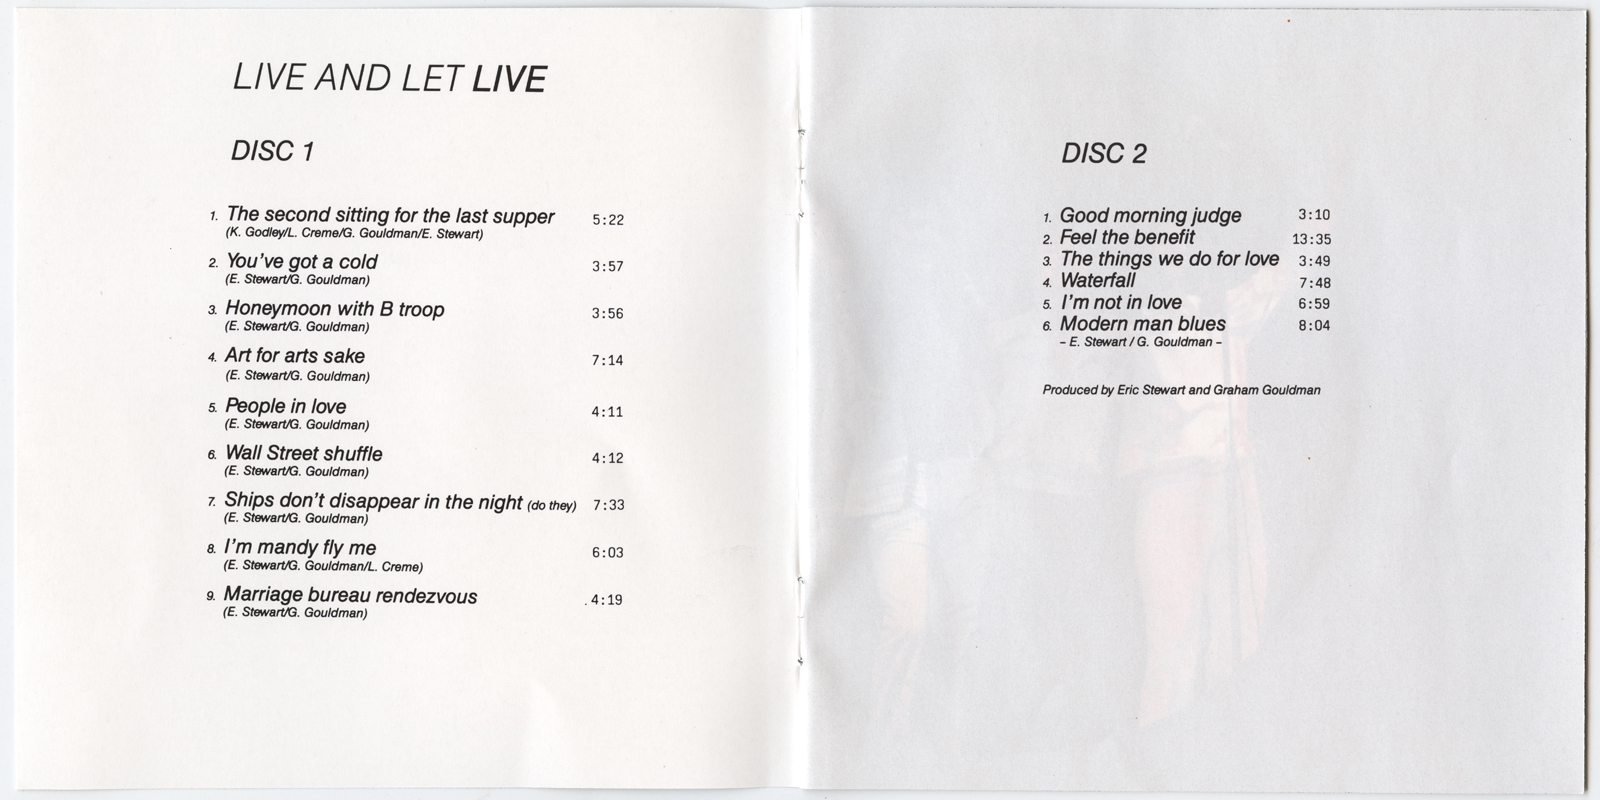 LIVE AND LET LIVE
DISC 1
1. The second sitting for the last supper 5:22
(K. Godley/L. Creme/G. Gouldman/E. Stewart)
2. You've got a cold 3:57
(E. Stewart/G. Gouldman)
3. Honeymoon with B troop 3:56
(E. Stewart/G. Gouldman)
4. Art for arts sake 7:14
(E. Stewart/G. Gouldman)
5. People in love 4:11
(E. Stewart/G. Gouldman)
6. Wall Street shuffle 4:12
(E. Stewart/G. Gouldman)
7. Ships don't disappear in the night (do they) 7:33
(E. Stewart/G. Gouldman)
8. I'm mandy fly me 6:03
(E. Stewart/G. Gouldman/L. Creme)
9. Marriage bureau rendezvous .4:19
(E. Stewart/G. Gouldman)
DISC 2
1. Good morning judge 3:10
2. Feel the benefit 13:35
3. The things we do for love 3:49
4. Waterfall 7:48
5. I'm not in love 6:59
6. Modern man blues 8:04
– E. Stewart / G. Gouldman –
Produced by Eric Stewart and Graham Gouldman